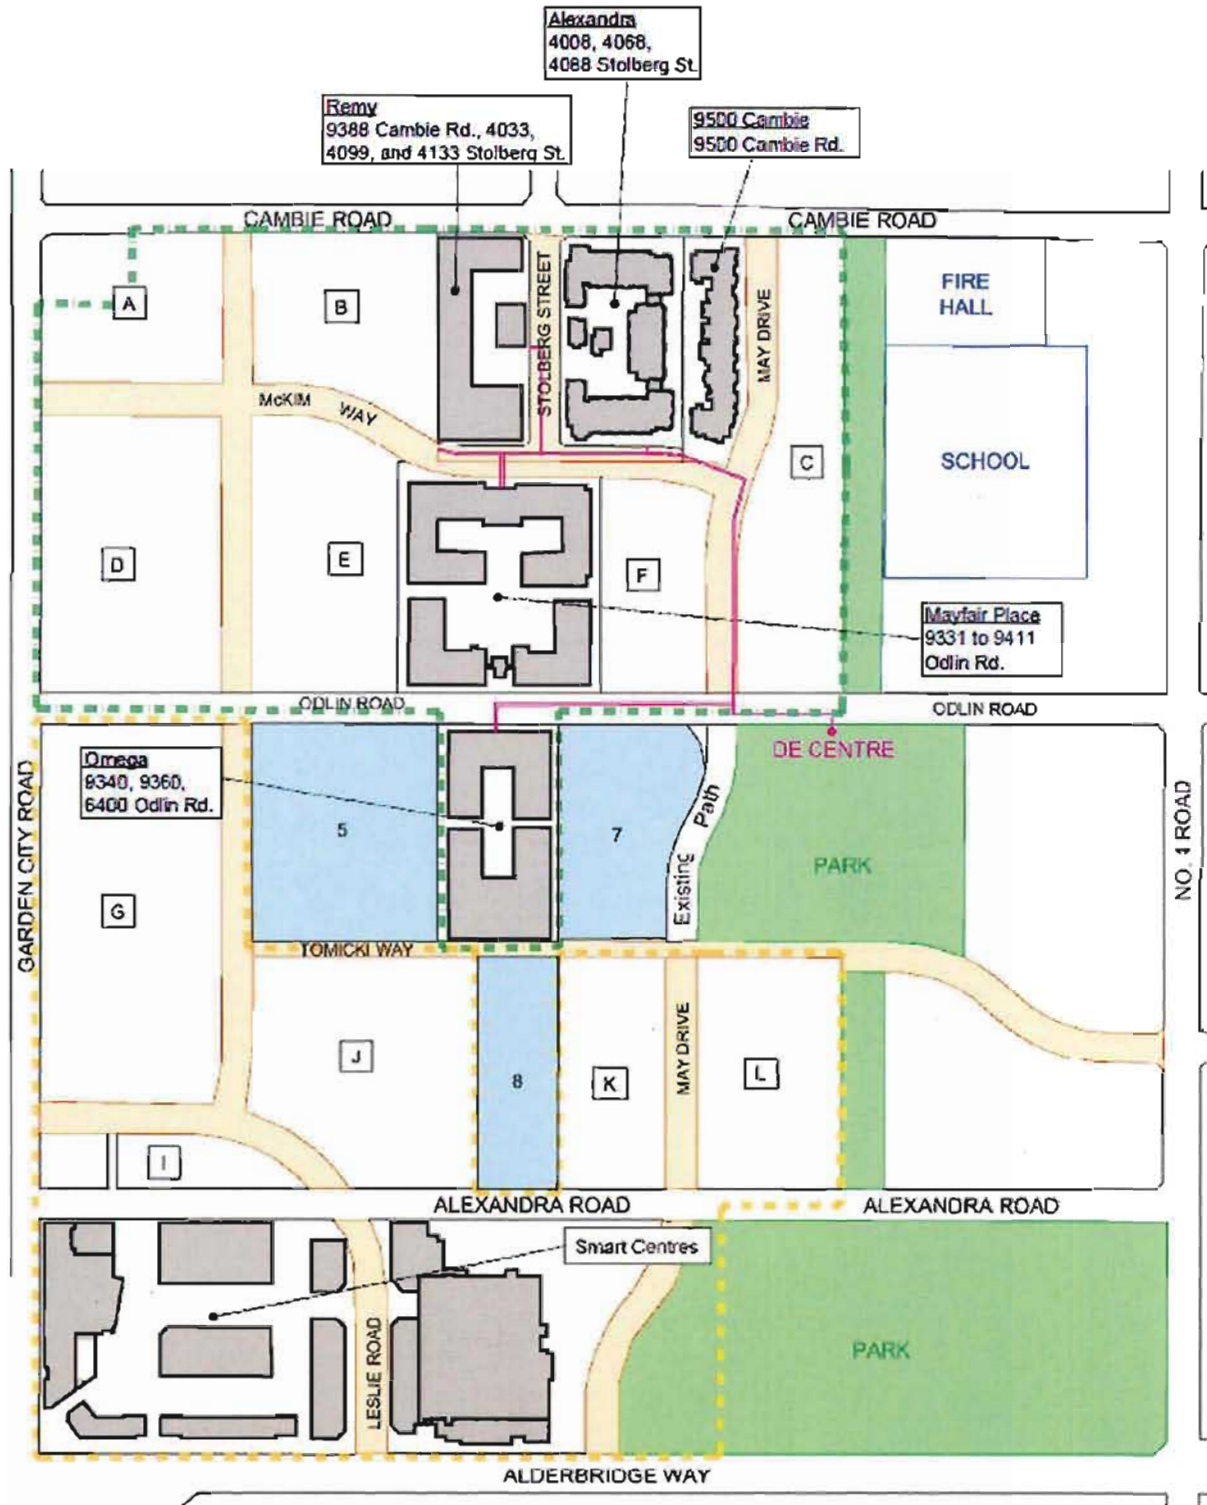 Alexandra
4008, 4068,
4088 Stolberg St.
Remy
9388 Cambie Rd., 4033,
4099, and 4133 Stolberg St.
9500 Cambie
9500 Cambie Rd.
CAMBIE ROAD
CAMBIE ROAD
A
B
STOLBERG STREET
MAY DRIVE
FIRE
HALL
McKIM WAY
C
SCHOOL
D
E
F
Mayfair Place
9331 to 9411
Odlin Rd.
ODLIN ROAD
ODLIN ROAD
DE CENTRE
Omega
9340, 9360,
6400 Odlin Rd.
GARDEN CITY ROAD
5
7
Existing Path
PARK
NO. 4 ROAD
G
TOMICKI WAY
J
8
K
MAY DRIVE
L
I
ALEXANDRA ROAD
ALEXANDRA ROAD
Smart Centres
LESLIE ROAD
PARK
ALDERBRIDGE WAY